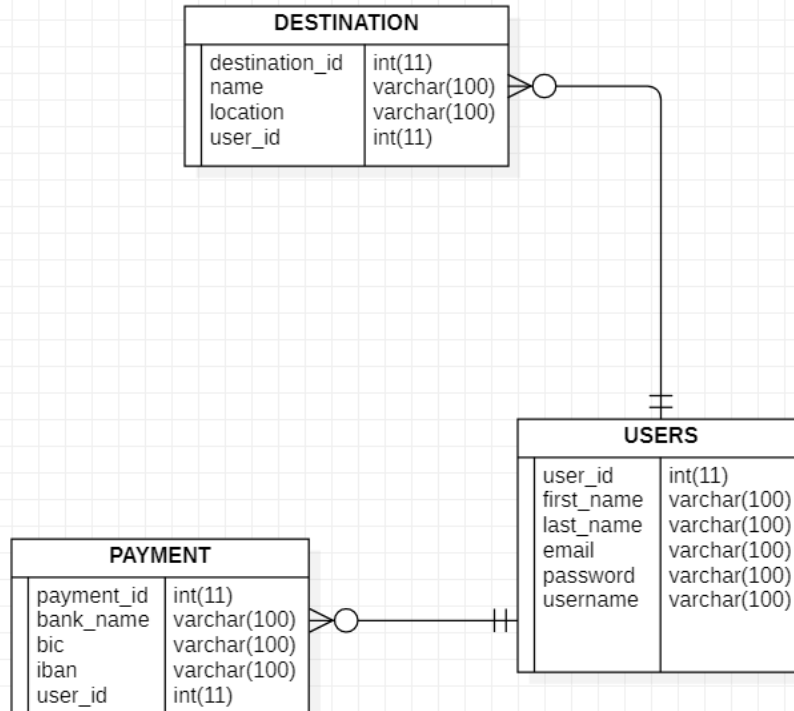 DESTINATION
destination_id int(11)
name varchar(100)
location varchar(100)
user_id int(11)
USERS
user_id int(11)
first_name varchar(100)
last_name varchar(100)
email varchar(100)
password varchar(100)
username varchar(100)
PAYMENT
payment_id int(11)
bank_name varchar(100)
bic varchar(100)
iban varchar(100)
user_id int(11)